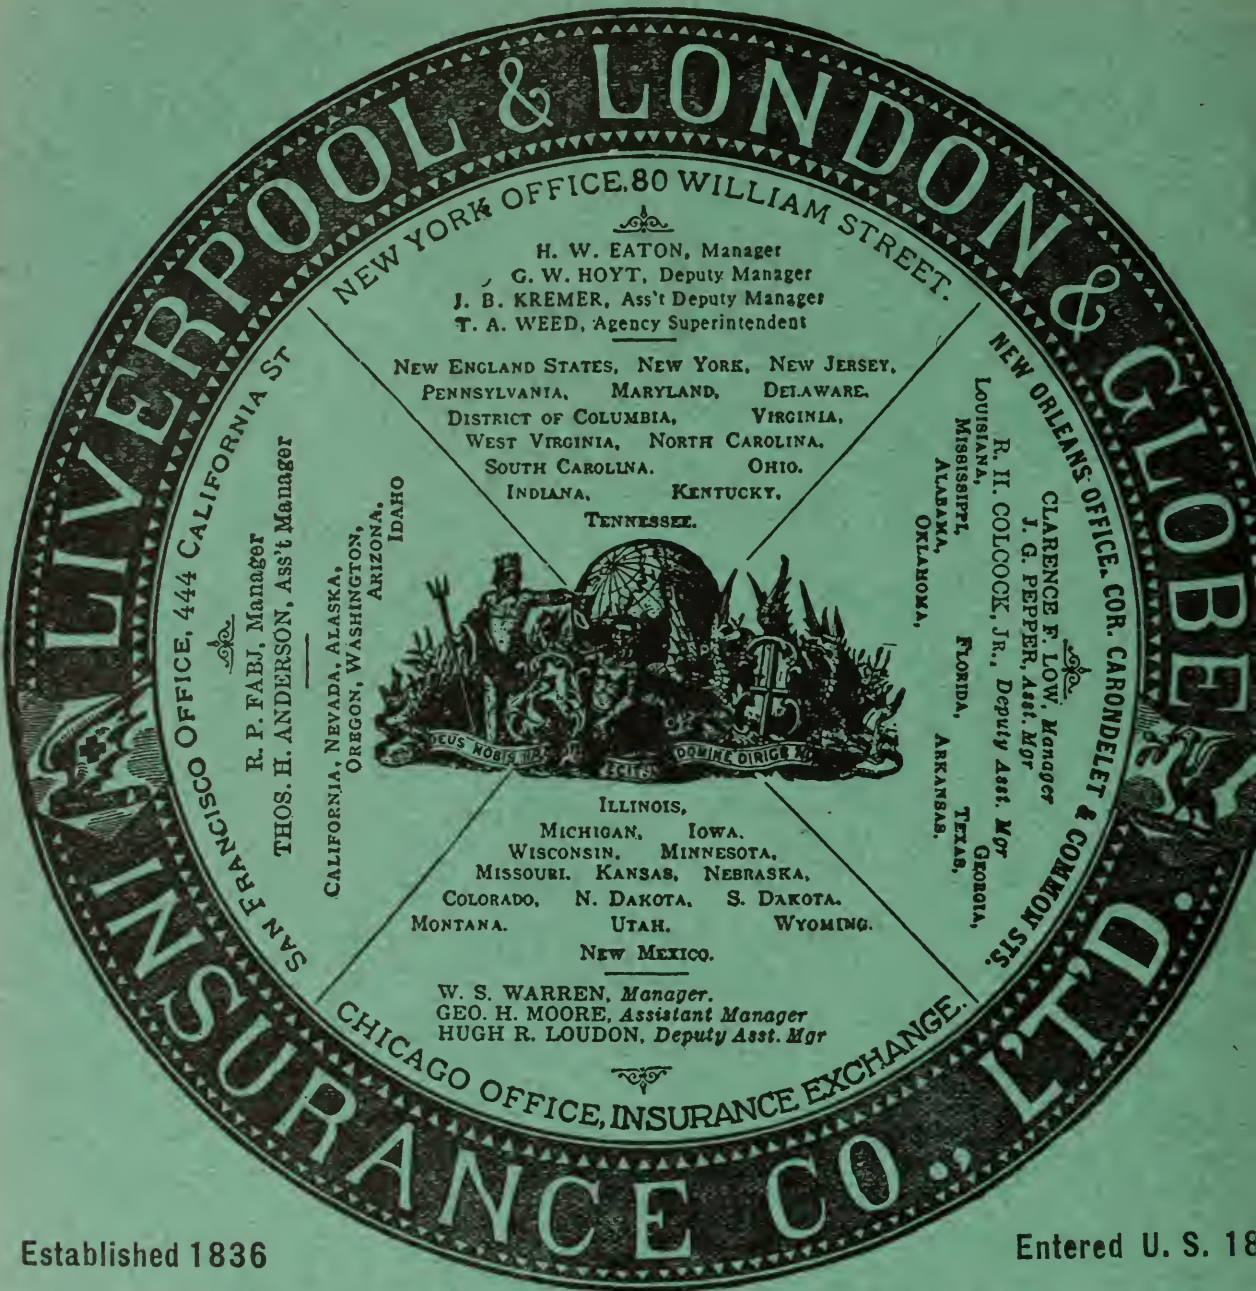 LIVERPOOL & LONDON & GLOBE
INSURANCE CO., L'T'D.
NEW YORK OFFICE. 80 WILLIAM STREET.
H. W. EATON, Manager
G. W. HOYT, Deputy Manager
J. B. KREMER, Ass't Deputy Manager
T. A. WEED, Agency Superintendent
NEW ENGLAND STATES, NEW YORK, NEW JERSEY,
PENNSYLVANIA, MARYLAND, DELAWARE.
DISTRICT OF COLUMBIA, VIRGINIA,
WEST VIRGINIA, NORTH CAROLINA.
SOUTH CAROLINA. OHIO.
INDIANA, KENTUCKY,
TENNESSEE.
SAN FRANCISCO OFFICE, 444 CALIFORNIA ST
R. P. FABJ, Manager
THOS. H. ANDERSON, Ass't Manager
CALIFORNIA, NEVADA, ALASKA,
OREGON, WASHINGTON,
ARIZONA,
IDAHO
NEW ORLEANS OFFICE. COR. CARONDELET & COMMON STS.
CLARENCE F. LOW, Manager
J. G. PEPPER, Asst. Mgr
R. H. COLCOCK, JR., Deputy Asst. Mgr
LOUISIANA, GEORGIA,
MISSISSIPPI, TEXAS,
ALABAMA, FLORIDA, ARKANSAS.
OKLAHOMA,
DEUS NOBIS
DOMINE DIRIGE
ILLINOIS,
MICHIGAN, IOWA.
WISCONSIN. MINNESOTA,
MISSOURI. KANSAS, NEBRASKA,
COLORADO, N. DAKOTA, S. DAKOTA.
MONTANA. UTAH. WYOMING.
NEW MEXICO.
W. S. WARREN, Manager.
GEO. H. MOORE, Assistant Manager
HUGH R. LOUDON, Deputy Asst. Mgr
CHICAGO OFFICE, INSURANCE EXCHANGE.
Established 1836
Entered U. S. 18